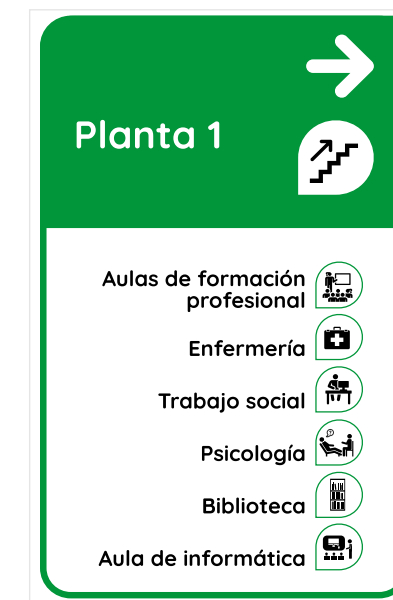 Planta 1
Aulas de formación
profesional
Enfermería
Trabajo social
Psicología
Biblioteca
Aula de informática